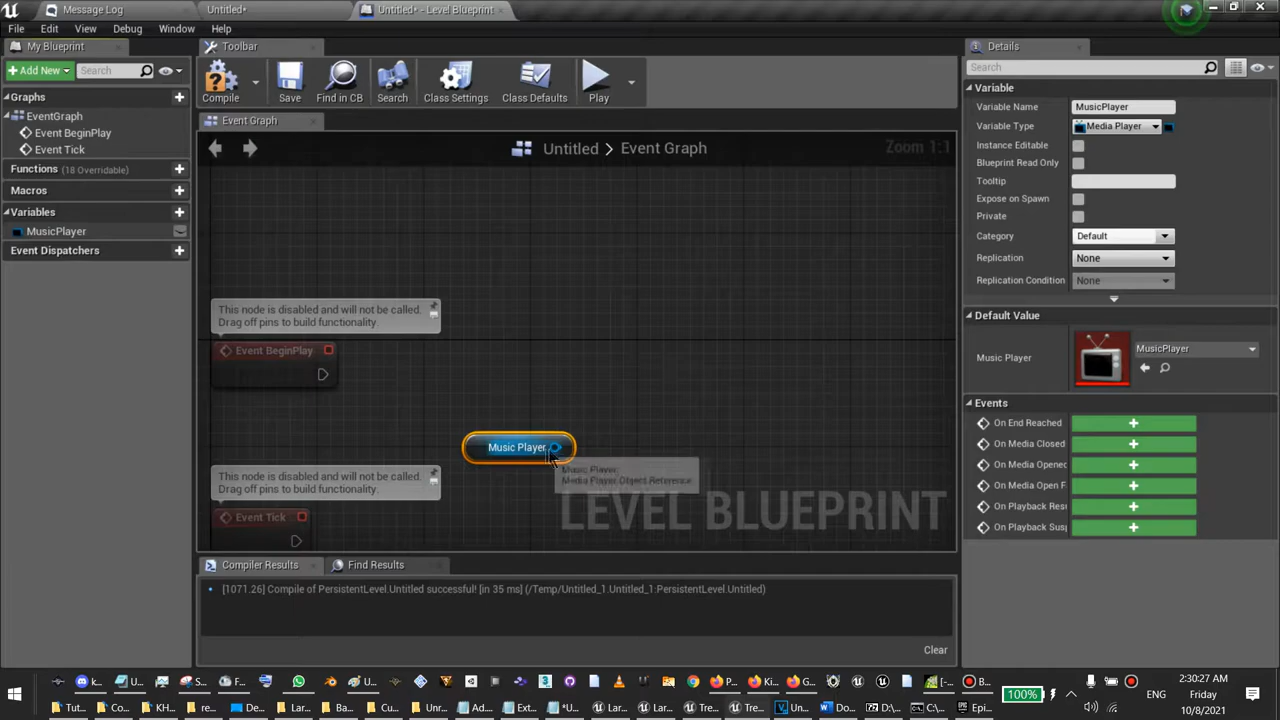 Message Log
Untitled*
Untitled* - Level Blueprint
File Edit View Debug Window Help
My Blueprint
Add New
Search
Graphs
EventGraph
Event BeginPlay
Event Tick
Functions (18 Overridable)
Macros
Variables
MusicPlayer
Event Dispatchers
Toolbar
Compile
Save
Find in CB
Search
Class Settings
Class Defaults
Play
Event Graph
Untitled > Event Graph
Zoom 1:1
This node is disabled and will not be called.
Drag off pins to build functionality.
Event BeginPlay
Music Player
Music Player:
Media Player Object Reference
This node is disabled and will not be called.
Drag off pins to build functionality.
Event Tick
LEVEL BLUEPRINT
Compiler Results
Find Results
[1071.26] Compile of PersistentLevel.Untitled successful! [in 35 ms] (/Temp/Untitled_1.Untitled_1:PersistentLevel.Untitled)
Clear
Details
Search
Variable
Variable Name MusicPlayer
Variable Type Media Player
Instance Editable
Blueprint Read Only
Tooltip
Expose on Spawn
Private
Category Default
Replication None
Replication Condition None
Default Value
Music Player MusicPlayer
Events
On End Reached
On Media Closed
On Media Opened
On Media Open F
On Playback Res
On Playback Sus
100%
ENG
2:30:27 AM
Friday
10/8/2021